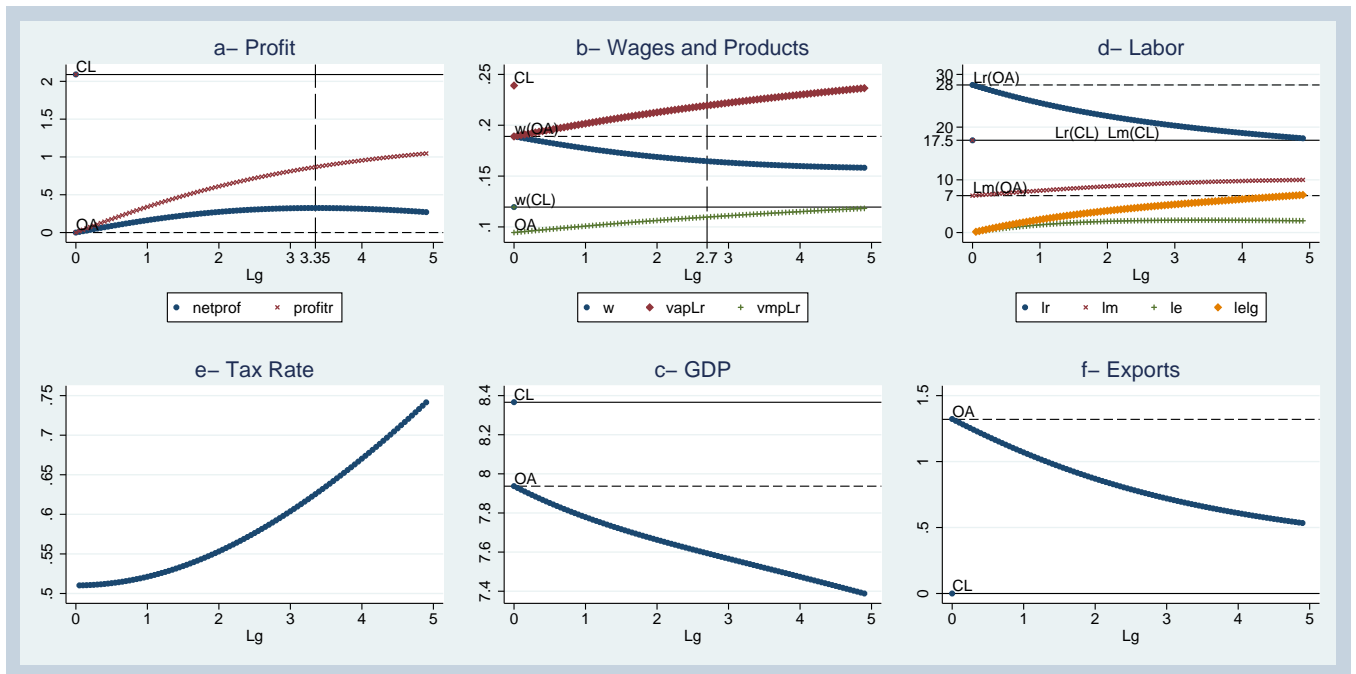 a– Profit
CL
OA
0
.5
1
1.5
2
0 1 2 3 3.35 4 5
Lg
netprof profitr
b– Wages and Products
CL
w(OA)
w(CL)
OA
.1
.15
.2
.25
0 1 2 2.7 3 4 5
Lg
w vapLr vmpLr
d– Labor
Lr(OA)
Lr(CL) Lm(CL)
Lm(OA)
0
7
10
17.5
20
28
30
0 1 2 3 4 5
Lg
lr lm le lelg
e– Tax Rate
.5
.55
.6
.65
.7
.75
0 1 2 3 4 5
Lg
c– GDP
CL
OA
7.4
7.6
7.8
8
8.2
8.4
0 1 2 3 4 5
Lg
f– Exports
OA
CL
0
.5
1
1.5
0 1 2 3 4 5
Lg